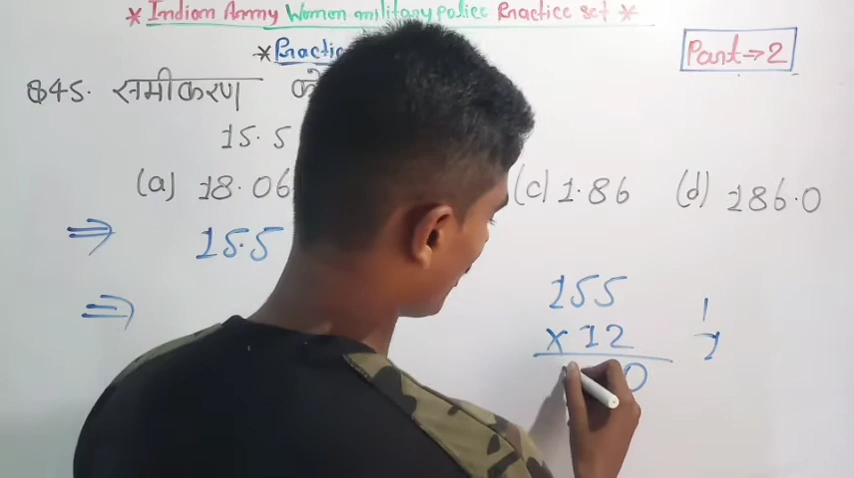 * Indian Army Women military police Practice set *
Part→2
845. समीकरण
15.5
(a) 18.06 (c) 1.86 (d) 186.0
⇒ 15.5
155
×12
0
⇒